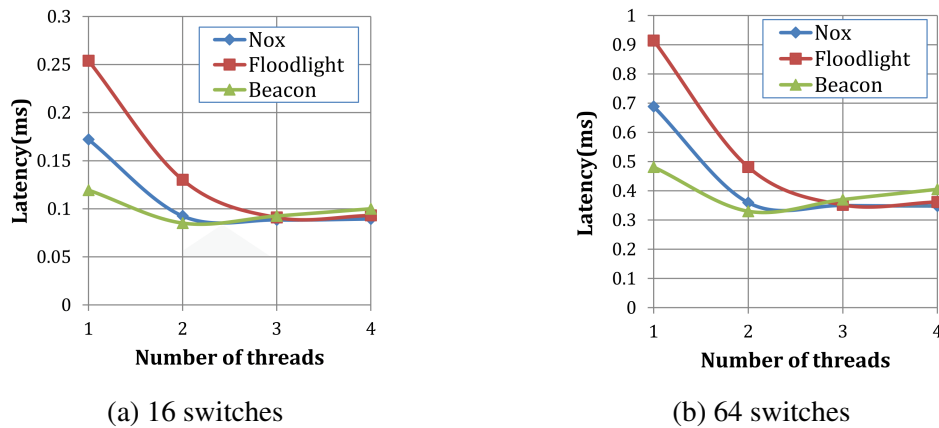 0.3
0.25
0.2
0.15
0.1
0.05
0
Latency(ms)
Nox
Floodlight
Beacon
1 2 3 4
Number of threads
(a) 16 switches
1
0.9
0.8
0.7
0.6
0.5
0.4
0.3
0.2
0.1
0
Latency(ms)
Nox
Floodlight
Beacon
1 2 3 4
Number of threads
(b) 64 switches